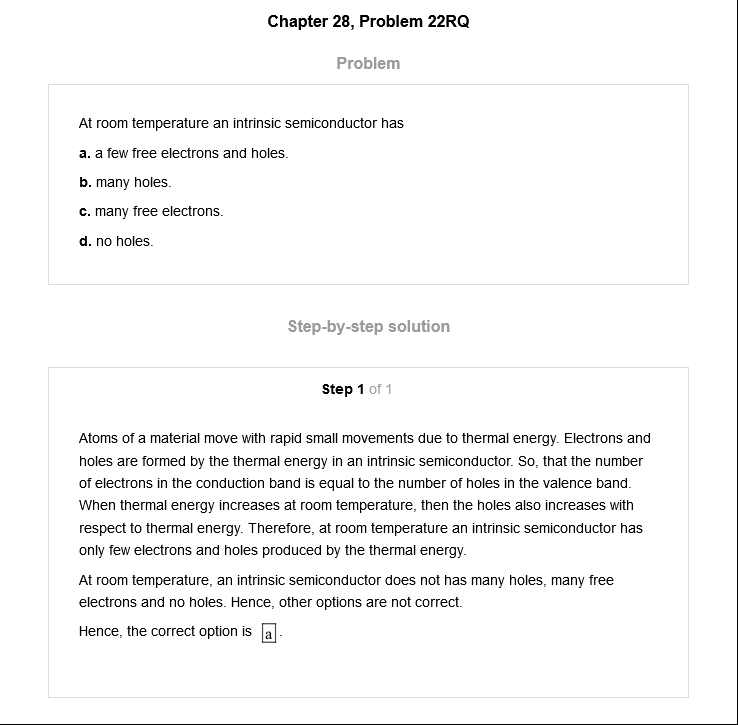 Chapter 28, Problem 22RQ
Problem
At room temperature an intrinsic semiconductor has
a. a few free electrons and holes.
b. many holes.
c. many free electrons.
d. no holes.
Step-by-step solution
Step 1 of 1
Atoms of a material move with rapid small movements due to thermal energy. Electrons and
holes are formed by the thermal energy in an intrinsic semiconductor. So, that the number
of electrons in the conduction band is equal to the number of holes in the valence band.
When thermal energy increases at room temperature, then the holes also increases with
respect to thermal energy. Therefore, at room temperature an intrinsic semiconductor has
only few electrons and holes produced by the thermal energy.
At room temperature, an intrinsic semiconductor does not has many holes, many free
electrons and no holes. Hence, other options are not correct.
Hence, the correct option is a.